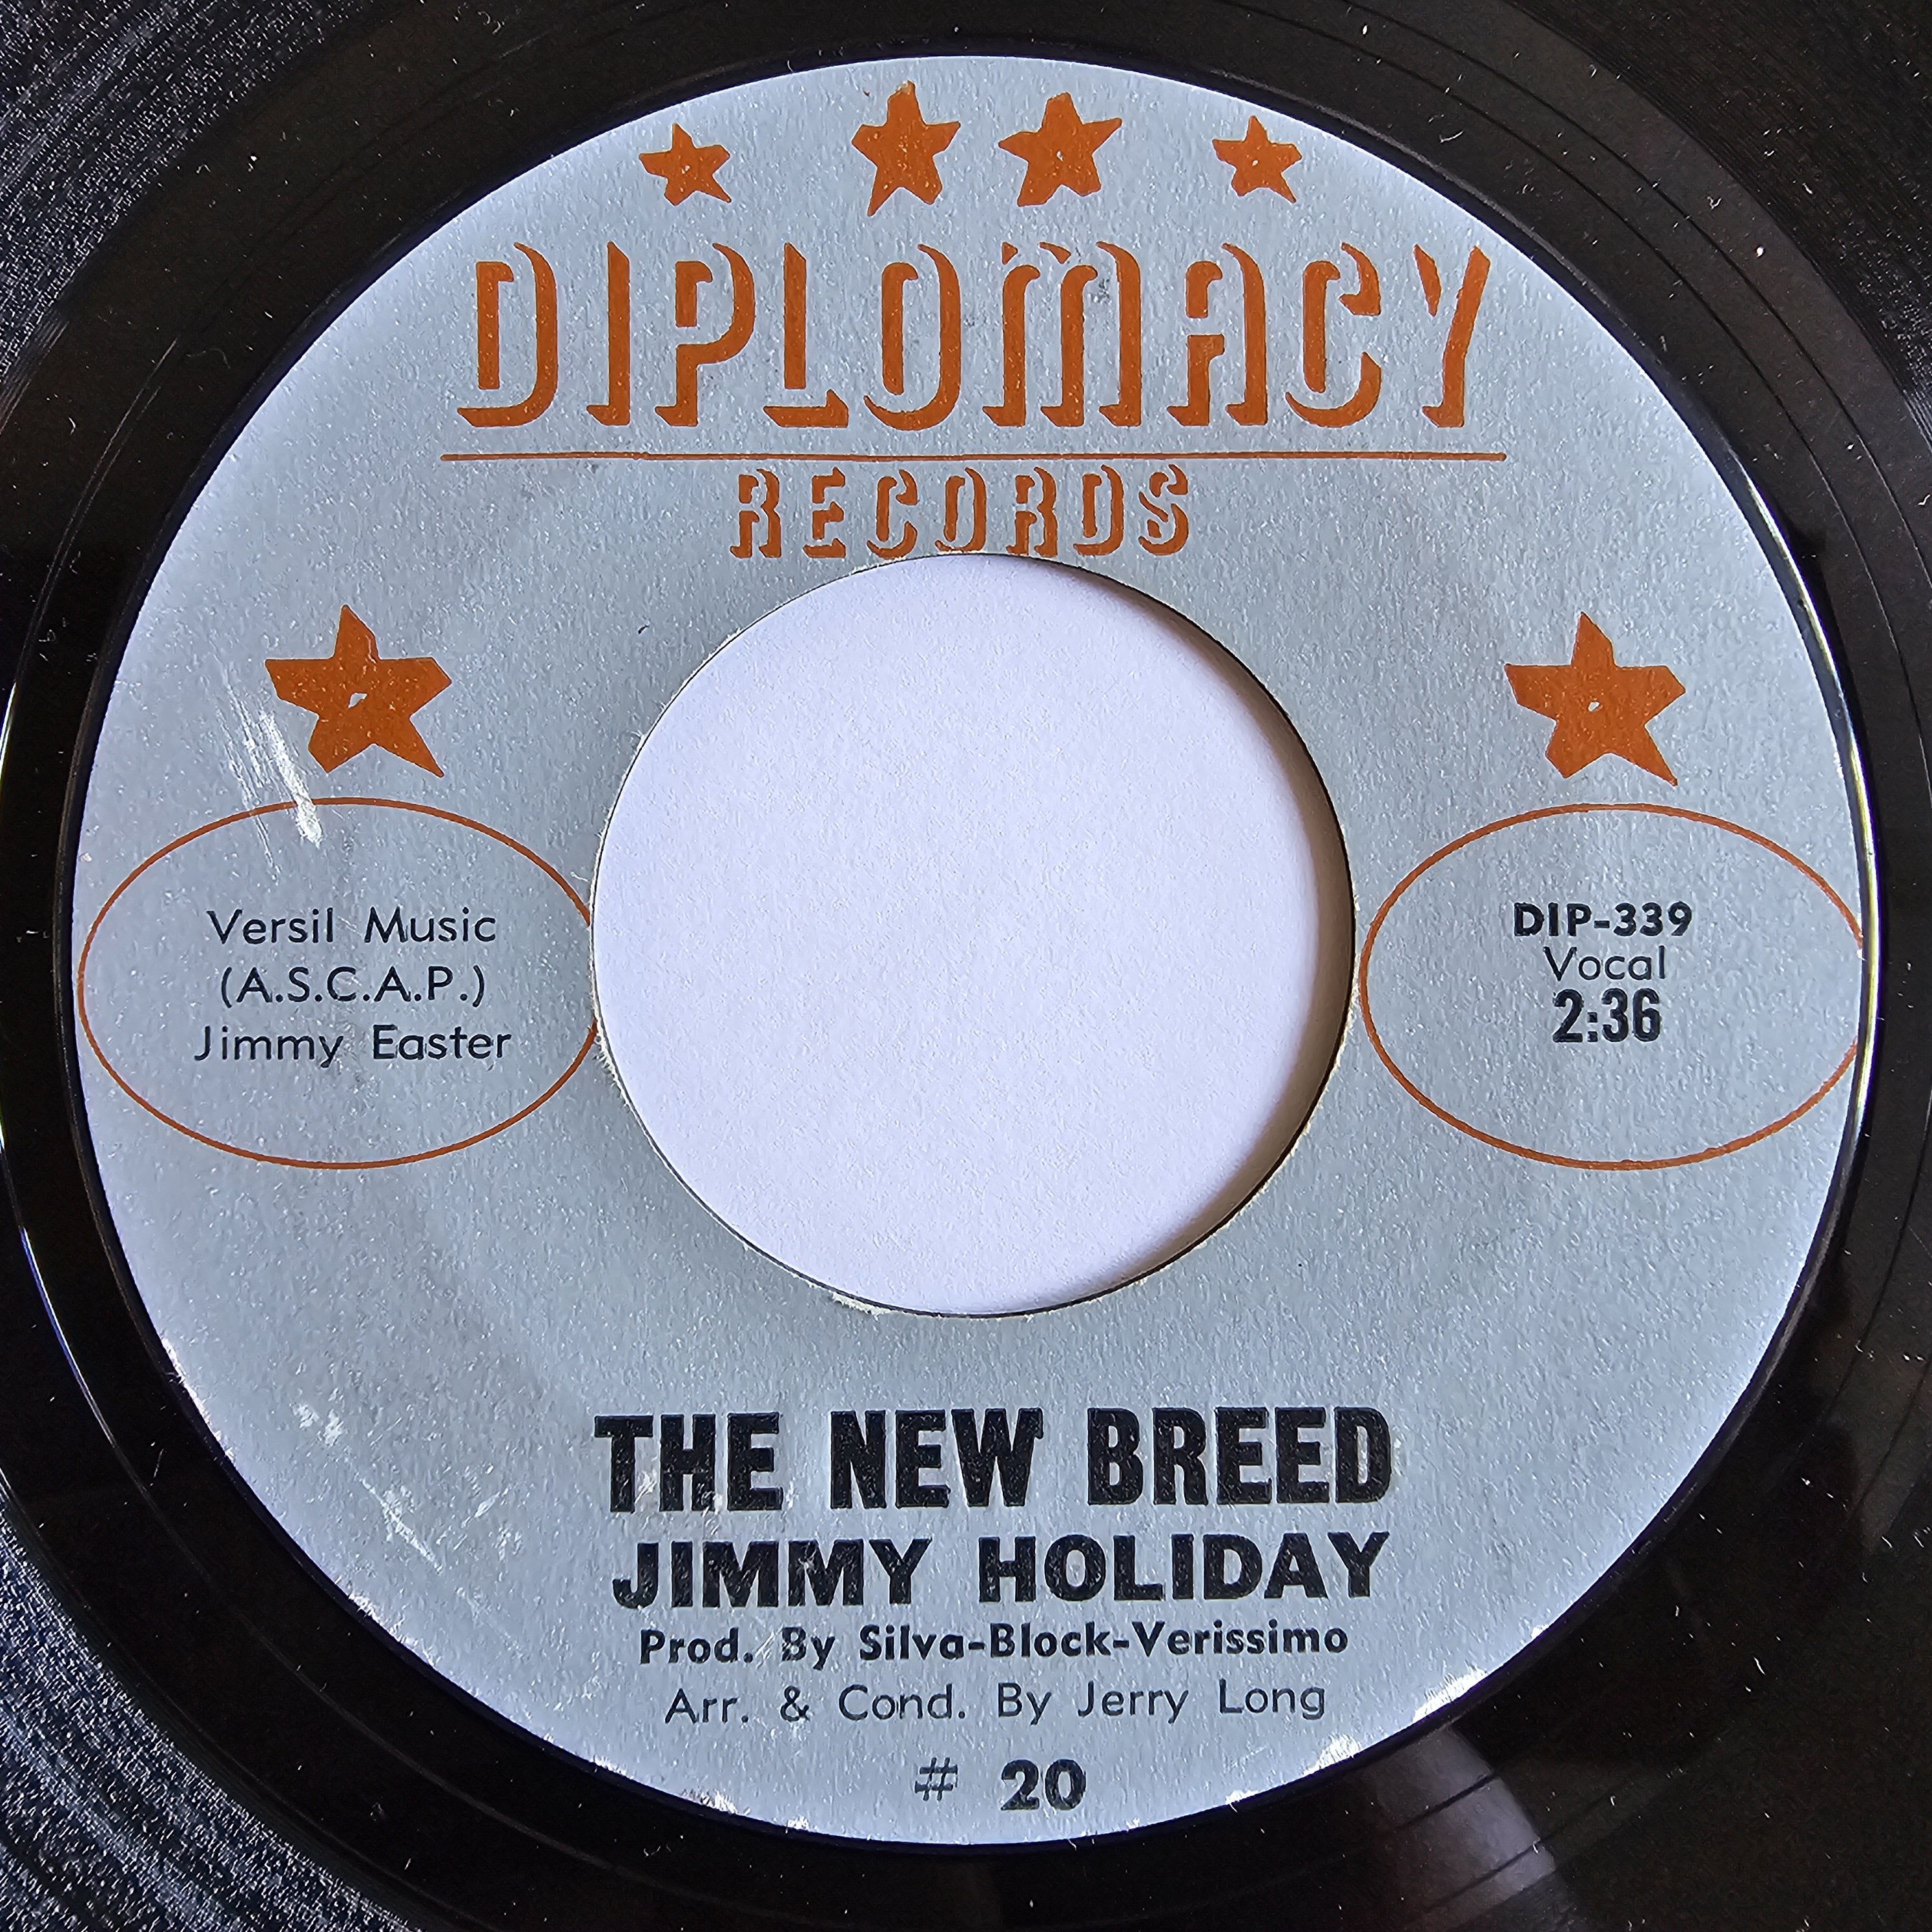 DIPLOMACY
RECORDS
Versil Music
(A.S.C.A.P.)
Jimmy Easter
DIP-339
Vocal
2:36
THE NEW BREED
JIMMY HOLIDAY
Prod. By Silva-Block-Verissimo
Arr. & Cond. By Jerry Long
# 20